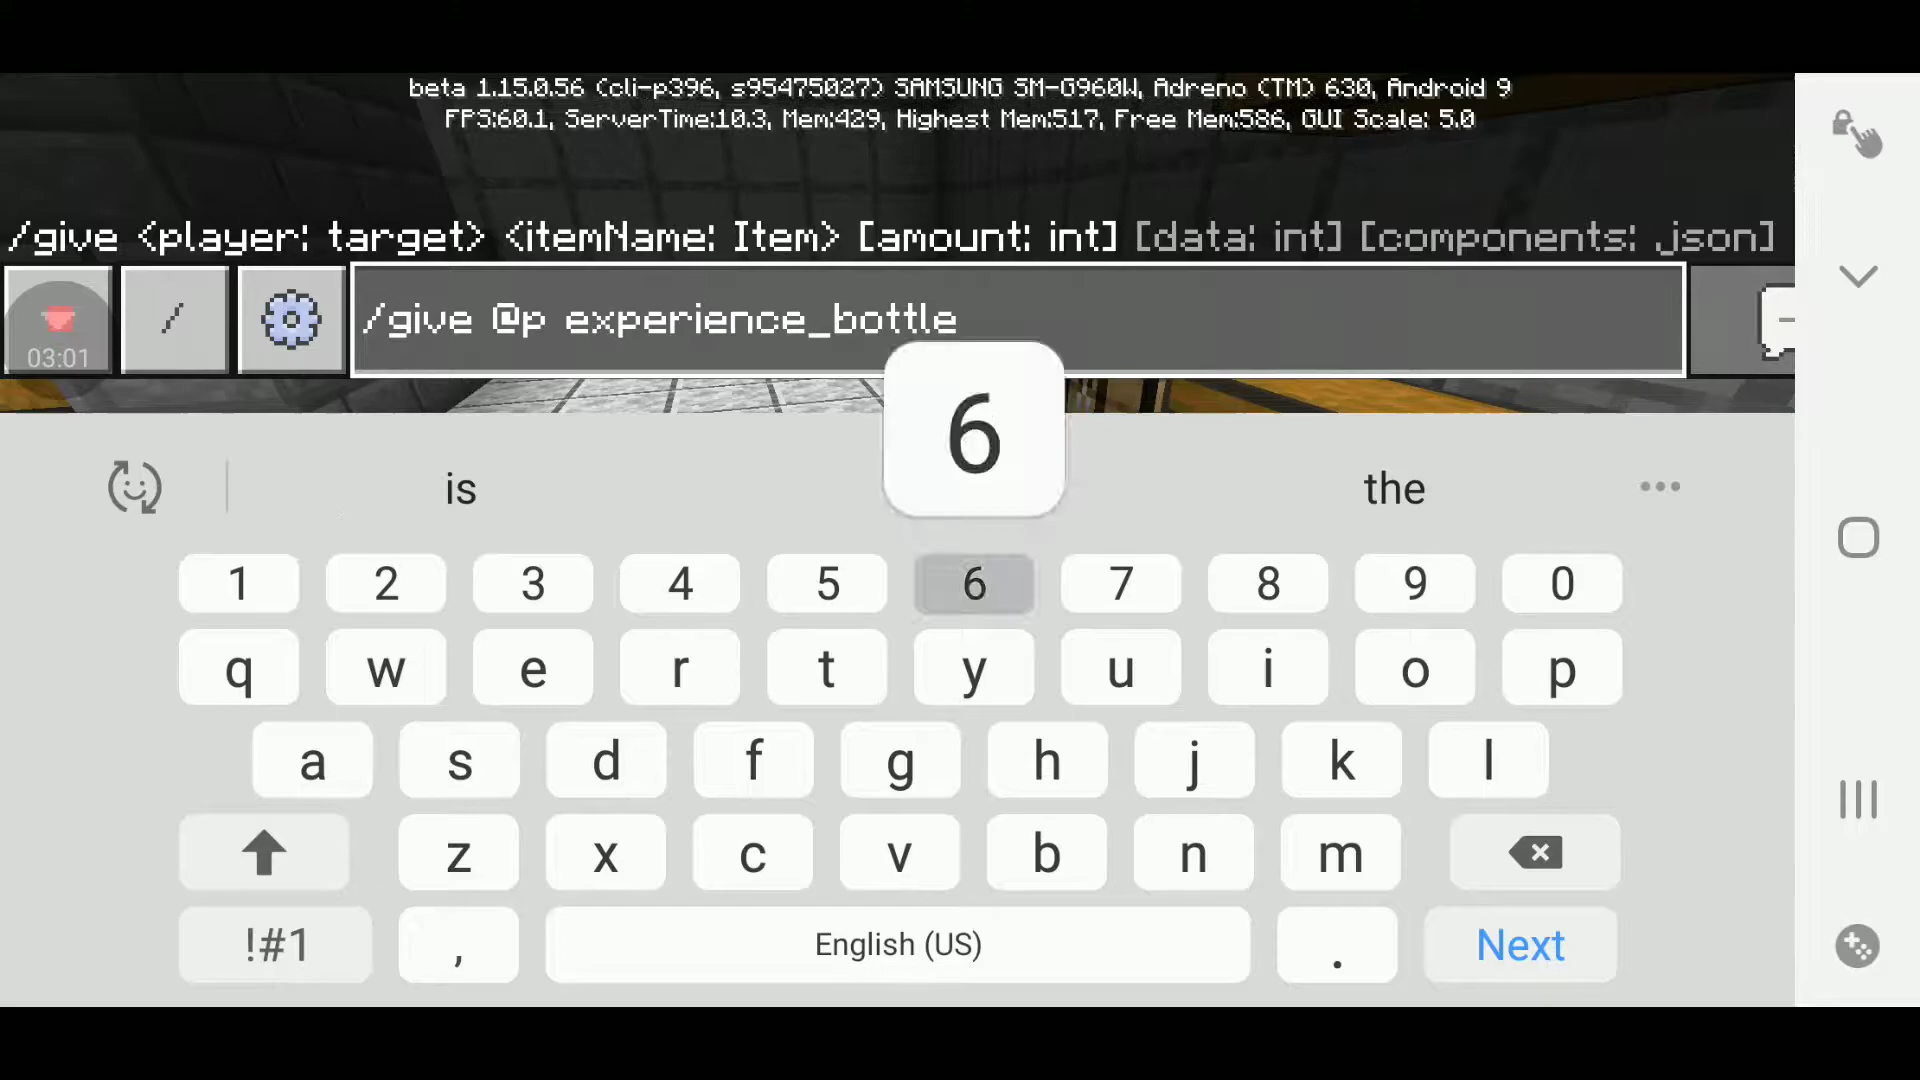 beta 1.15.0.56 (cli-p396, s95475027) SAMSUNG SM-G960W, Adreno (TM) 630, Android 9
FPS:60.1, ServerTime:10.3, Mem:429, Highest Mem:517, Free Mem:586, GUI Scale: 5.0
/give <player: target> <itemName: Item> [amount: int] [data: int] [components: json]
/
/give @p experience_bottle
03:01
6
is
the
1 2 3 4 5 6 7 8 9 0
q w e r t y u i o p
a s d f g h j k l
z x c v b n m
!#1 , English (US) . Next